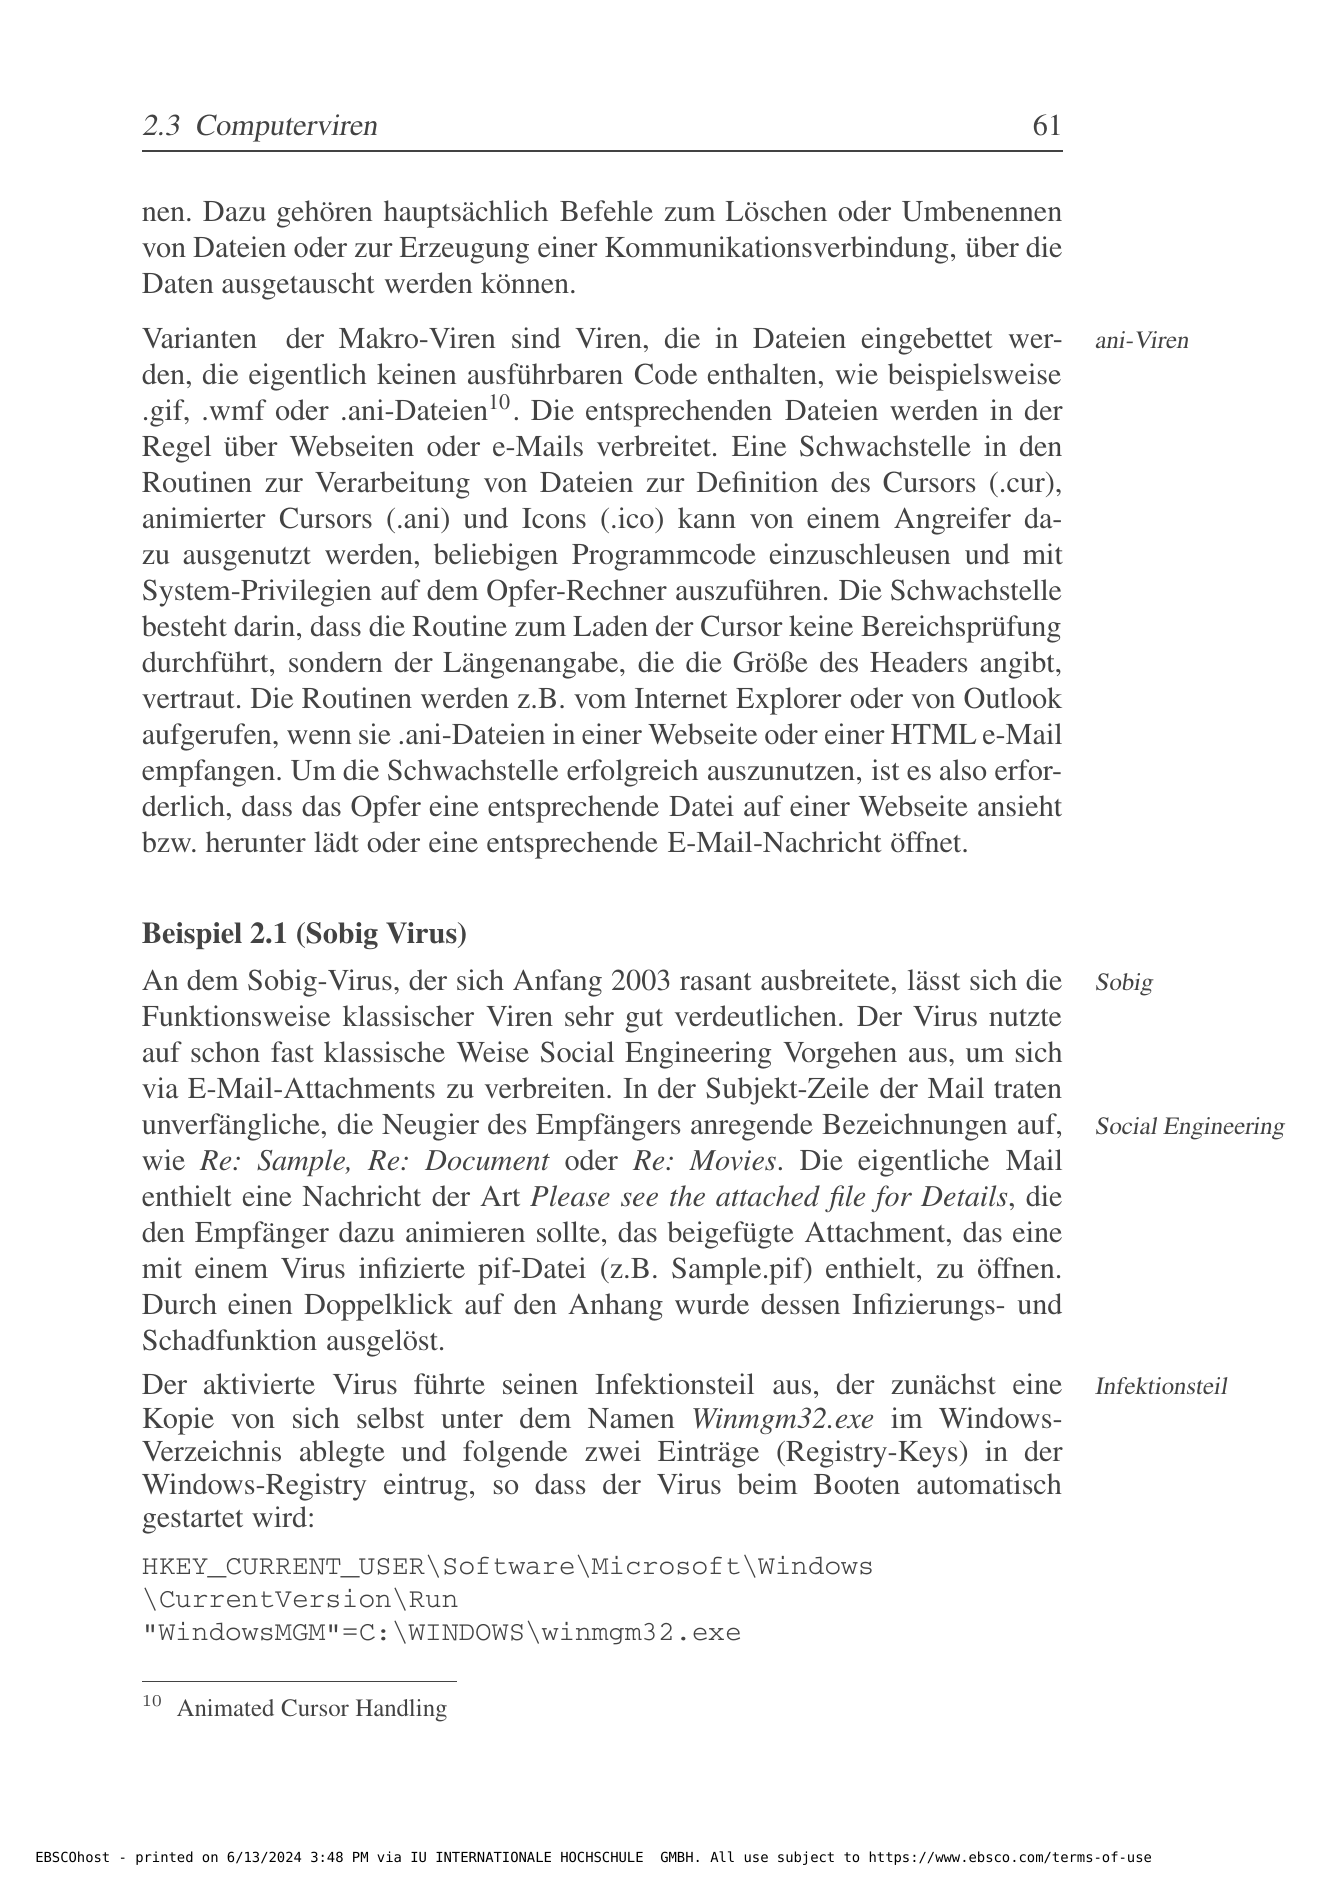 2.3 Computerviren 61
nen. Dazu gehören hauptsächlich Befehle zum Löschen oder Umbenennen
von Dateien oder zur Erzeugung einer Kommunikationsverbindung, über die
Daten ausgetauscht werden können.
Varianten der Makro-Viren sind Viren, die in Dateien eingebettet wer- ani-Viren
den, die eigentlich keinen ausführbaren Code enthalten, wie beispielsweise
.gif, .wmf oder .ani-Dateien10. Die entsprechenden Dateien werden in der
Regel über Webseiten oder e-Mails verbreitet. Eine Schwachstelle in den
Routinen zur Verarbeitung von Dateien zur Definition des Cursors (.cur),
animierter Cursors (.ani) und Icons (.ico) kann von einem Angreifer da-
zu ausgenutzt werden, beliebigen Programmcode einzuschleusen und mit
System-Privilegien auf dem Opfer-Rechner auszuführen. Die Schwachstelle
besteht darin, dass die Routine zum Laden der Cursor keine Bereichsprüfung
durchführt, sondern der Längenangabe, die die Größe des Headers angibt,
vertraut. Die Routinen werden z.B. vom Internet Explorer oder von Outlook
aufgerufen, wenn sie .ani-Dateien in einer Webseite oder einer HTML e-Mail
empfangen. Um die Schwachstelle erfolgreich auszunutzen, ist es also erfor-
derlich, dass das Opfer eine entsprechende Datei auf einer Webseite ansieht
bzw. herunter lädt oder eine entsprechende E-Mail-Nachricht öffnet.
Beispiel 2.1 (Sobig Virus)
An dem Sobig-Virus, der sich Anfang 2003 rasant ausbreitete, lässt sich die Sobig
Funktionsweise klassischer Viren sehr gut verdeutlichen. Der Virus nutzte
auf schon fast klassische Weise Social Engineering Vorgehen aus, um sich
via E-Mail-Attachments zu verbreiten. In der Subjekt-Zeile der Mail traten
unverfängliche, die Neugier des Empfängers anregende Bezeichnungen auf, Social Engineering
wie Re: Sample, Re: Document oder Re: Movies. Die eigentliche Mail
enthielt eine Nachricht der Art Please see the attached file for Details, die
den Empfänger dazu animieren sollte, das beigefügte Attachment, das eine
mit einem Virus infizierte pif-Datei (z.B. Sample.pif) enthielt, zu öffnen.
Durch einen Doppelklick auf den Anhang wurde dessen Infizierungs- und
Schadfunktion ausgelöst.
Der aktivierte Virus führte seinen Infektionsteil aus, der zunächst eine Infektionsteil
Kopie von sich selbst unter dem Namen Winmgm32.exe im Windows-
Verzeichnis ablegte und folgende zwei Einträge (Registry-Keys) in der
Windows-Registry eintrug, so dass der Virus beim Booten automatisch
gestartet wird:
HKEY_CURRENT_USER\Software\Microsoft\Windows
\CurrentVersion\Run
"WindowsMGM"=C:\WINDOWS\winmgm32.exe
10 Animated Cursor Handling
EBSCOhost - printed on 6/13/2024 3:48 PM via IU INTERNATIONALE HOCHSCHULE  GMBH. All use subject to https://www.ebsco.com/terms-of-use